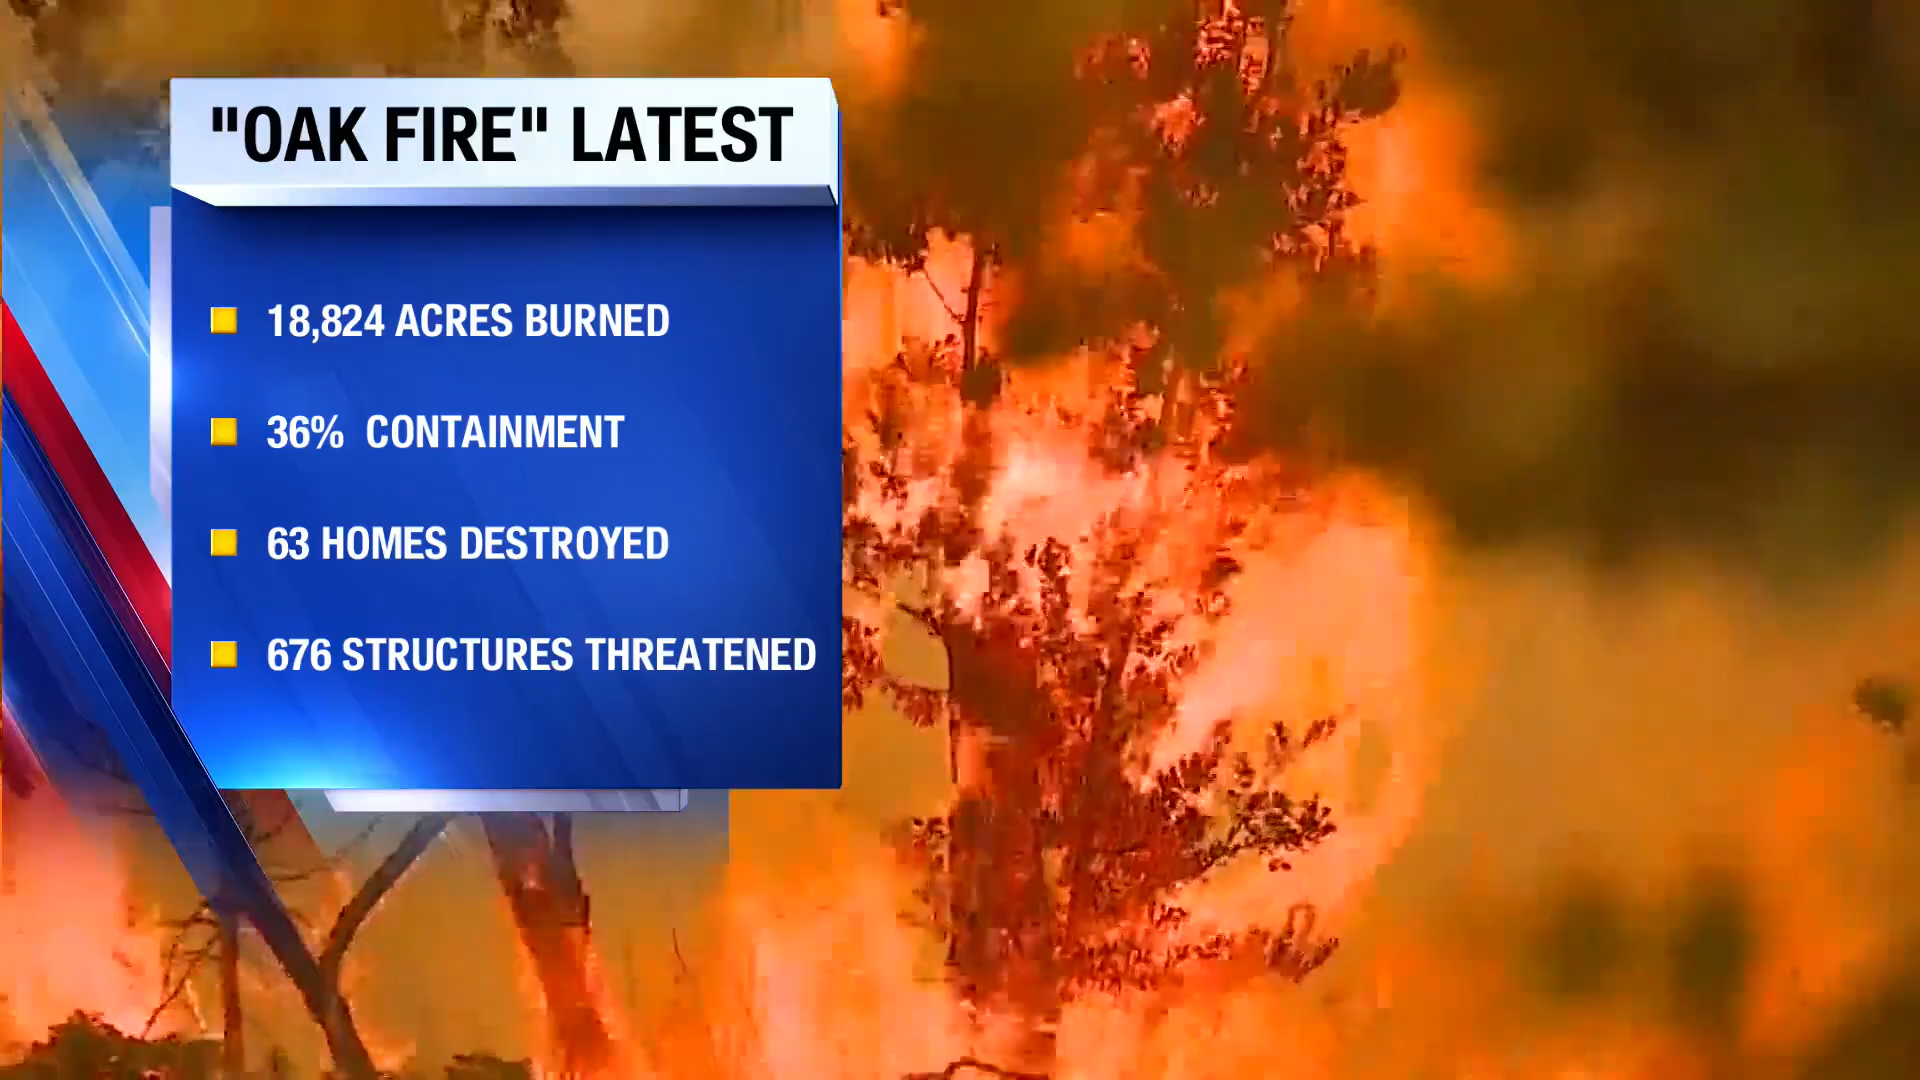 "OAK FIRE" LATEST
18,824 ACRES BURNED
36% CONTAINMENT
63 HOMES DESTROYED
676 STRUCTURES THREATENED